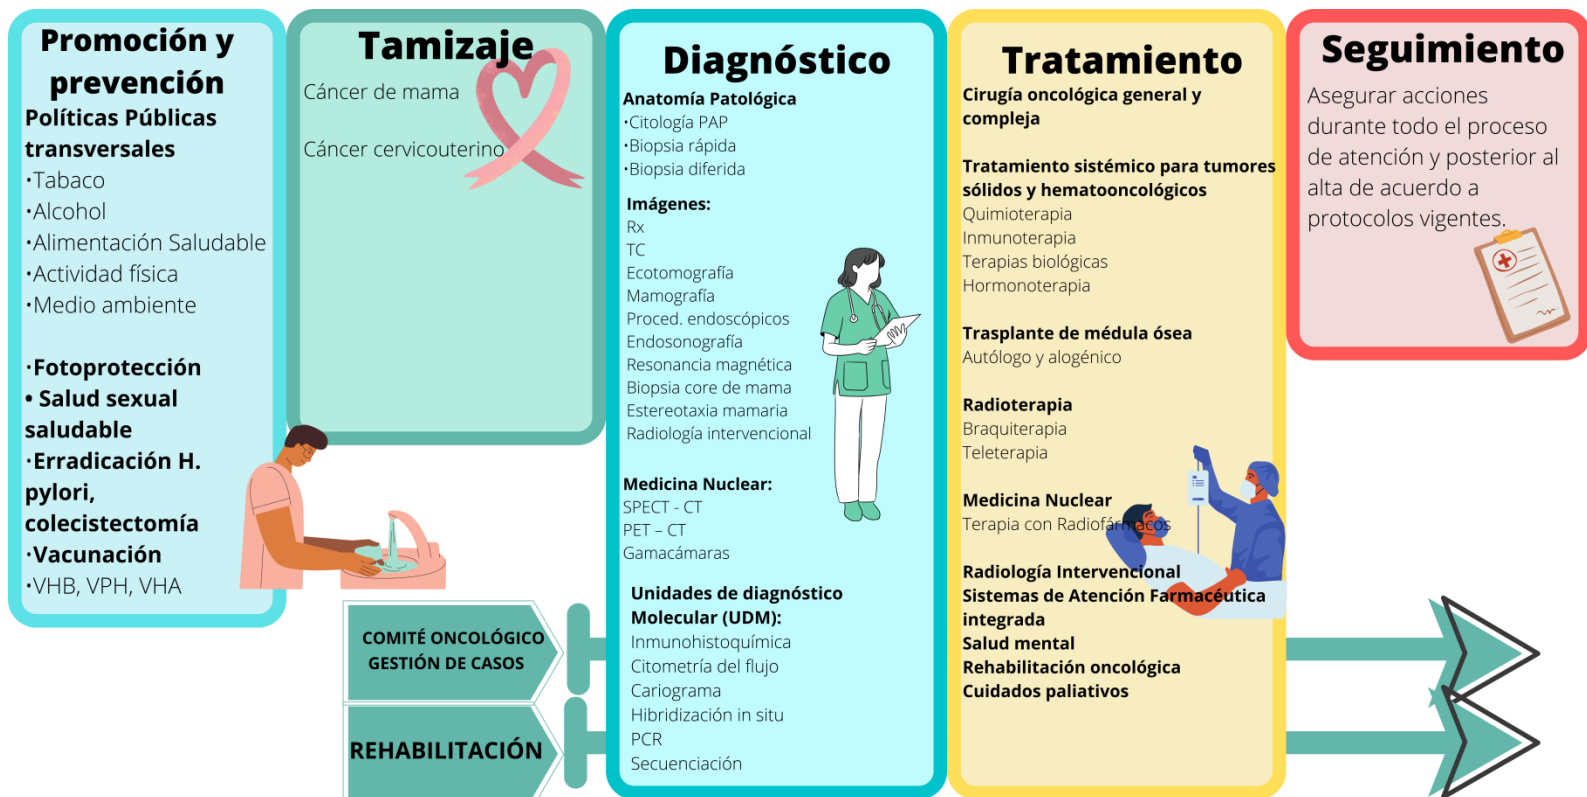 Promoción y
prevención
Políticas Públicas
transversales
•Tabaco
•Alcohol
•Alimentación Saludable
•Actividad física
•Medio ambiente
•Fotoprotección
• Salud sexual
saludable
•Erradicación H.
pylori,
colecistectomía
•Vacunación
•VHB, VPH, VHA
Tamizaje
Cáncer de mama
Cáncer cervicouterino
Diagnóstico
Anatomía Patológica
•Citología PAP
•Biopsia rápida
•Biopsia diferida
Imágenes:
Rx
TC
Ecotomografía
Mamografía
Proced. endoscópicos
Endosonografía
Resonancia magnética
Biopsia core de mama
Estereotaxia mamaria
Radiología intervencional
Medicina Nuclear:
SPECT - CT
PET – CT
Gamacámaras
Unidades de diagnóstico
Molecular (UDM):
Inmunohistoquímica
Citometría del flujo
Cariograma
Hibridización in situ
PCR
Secuenciación
Tratamiento
Cirugía oncológica general y
compleja
Tratamiento sistémico para tumores
sólidos y hematooncológicos
Quimioterapia
Inmunoterapia
Terapias biológicas
Hormonoterapia
Trasplante de médula ósea
Autólogo y alogénico
Radioterapia
Braquiterapia
Teleterapia
Medicina Nuclear
Terapia con Radiofármacos
Radiología Intervencional
Sistemas de Atención Farmacéutica
integrada
Salud mental
Rehabilitación oncológica
Cuidados paliativos
Seguimiento
Asegurar acciones
durante todo el proceso
de atención y posterior al
alta de acuerdo a
protocolos vigentes.
COMITÉ ONCOLÓGICO
GESTIÓN DE CASOS
REHABILITACIÓN